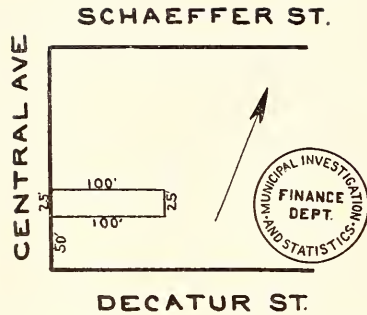 SCHAEFFER ST.
CENTRAL AVE
100'
25'
25'
100'
50'
MUNICIPAL INVESTIGATION
AND STATISTICS
FINANCE
DEPT.
DECATUR ST.